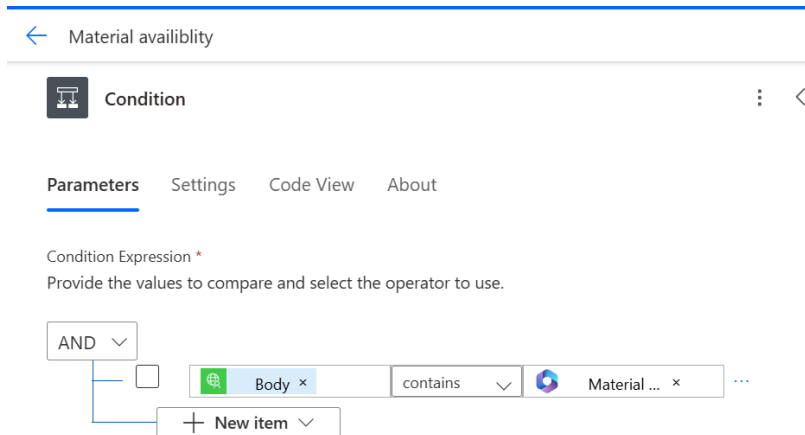 Material availiblity
Condition
Parameters Settings Code View About
Condition Expression *
Provide the values to compare and select the operator to use.
AND
Body × contains Material ... × ...
+ New item